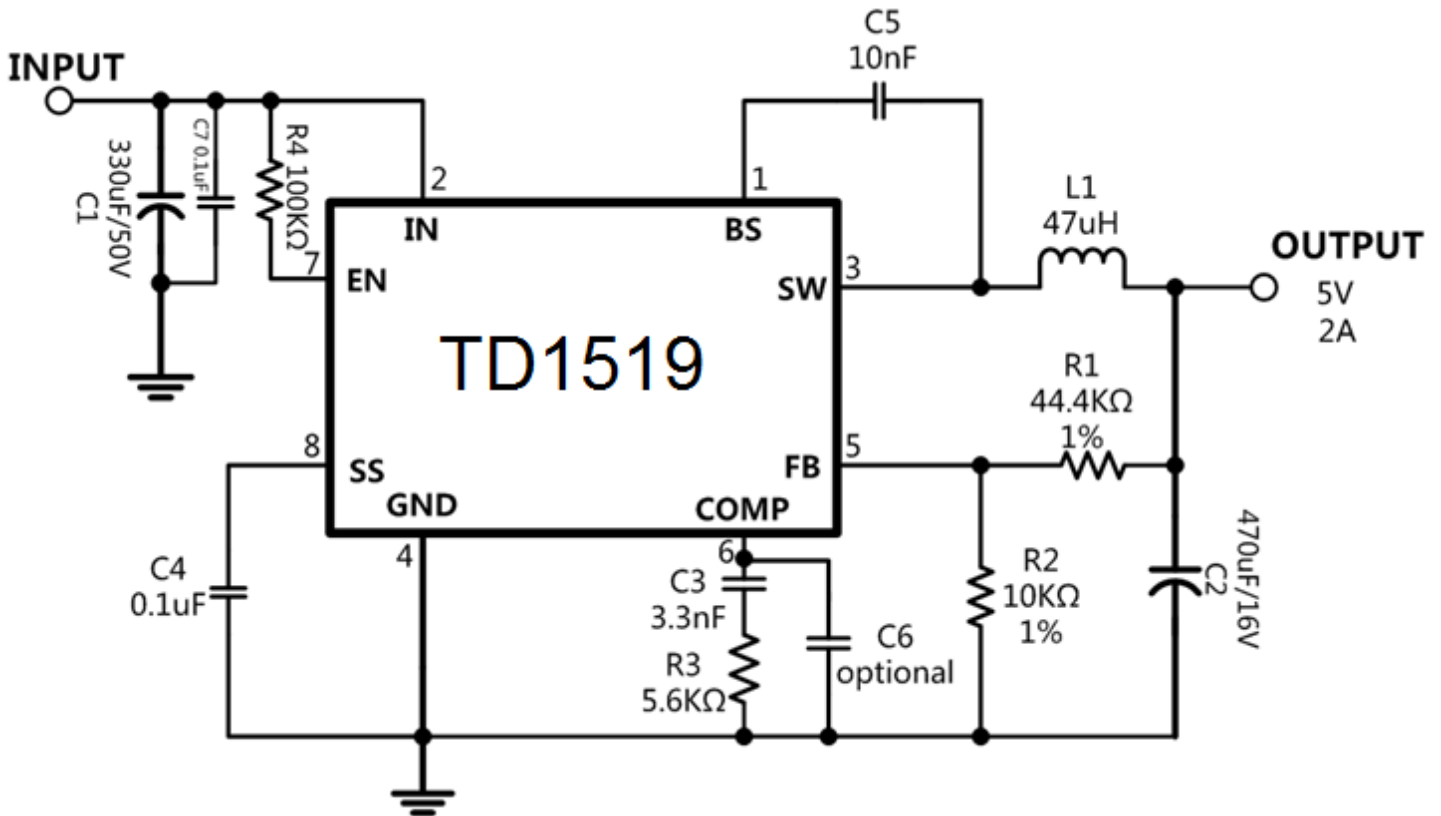 C5
10nF
INPUT
330uF/50V
C1
C7 0.1uF
R4 100KΩ
2
1
IN
BS
L1
47uH
OUTPUT
5V
2A
7
EN
3
SW
TD1519
R1
44.4KΩ
1%
8
SS
5
FB
GND
COMP
4
6
C4
0.1uF
C3
3.3nF
R3
5.6KΩ
C6
optional
R2
10KΩ
1%
470uF/16V
C2